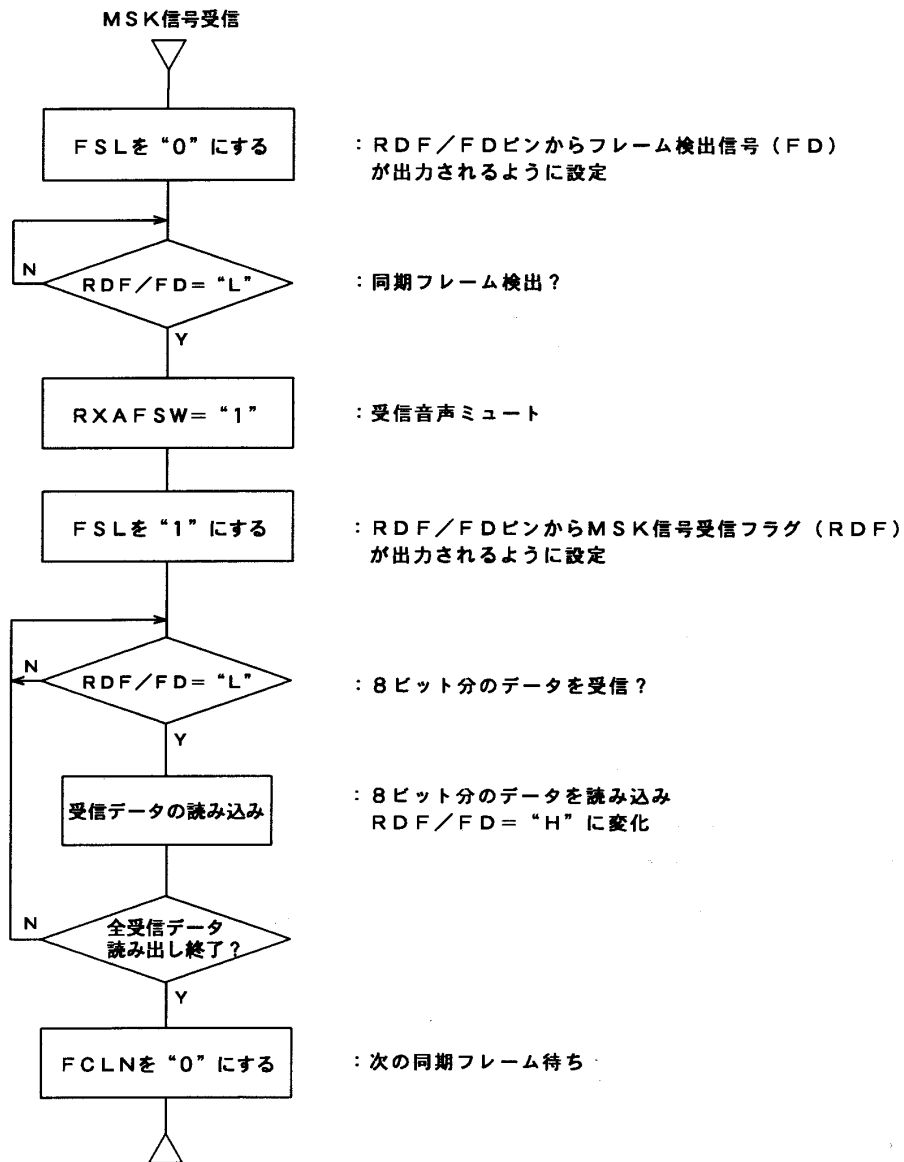 MSK信号受信
FSLを“0”にする
：RDF／FDピンからフレーム検出信号（FD）
が出力されるように設定
N
RDF／FD=“L”
：同期フレーム検出？
Y
RXAFSW=“1”
：受信音声ミュート
FSLを“1”にする
：RDF／FDピンからMSK信号受信フラグ（RDF）
が出力されるように設定
N
RDF／FD=“L”
：8ビット分のデータを受信？
Y
受信データの読み込み
：8ビット分のデータを読み込み
RDF／FD=“H”に変化
N
全受信データ
読み出し終了？
Y
FCLNを“0”にする
：次の同期フレーム待ち